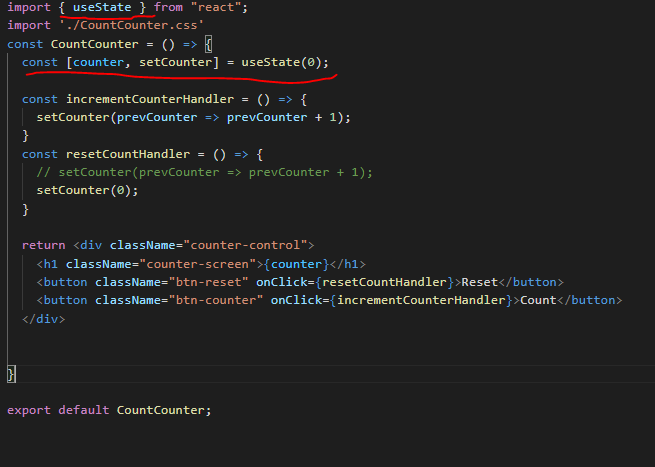 import { useState } from "react";
import './CountCounter.css'
const CountCounter = () => {
const [counter, setCounter] = useState(0);
const incrementCounterHandler = () => {
setCounter(prevCounter => prevCounter + 1);
}
const resetCountHandler = () => {
// setCounter(prevCounter => prevCounter + 1);
setCounter(0);
}
return <div className="counter-control">
<h1 className="counter-screen">{counter}</h1>
<button className="btn-reset" onClick={resetCountHandler}>Reset</button>
<button className="btn-counter" onClick={incrementCounterHandler}>Count</button>
</div>
}
export default CountCounter;